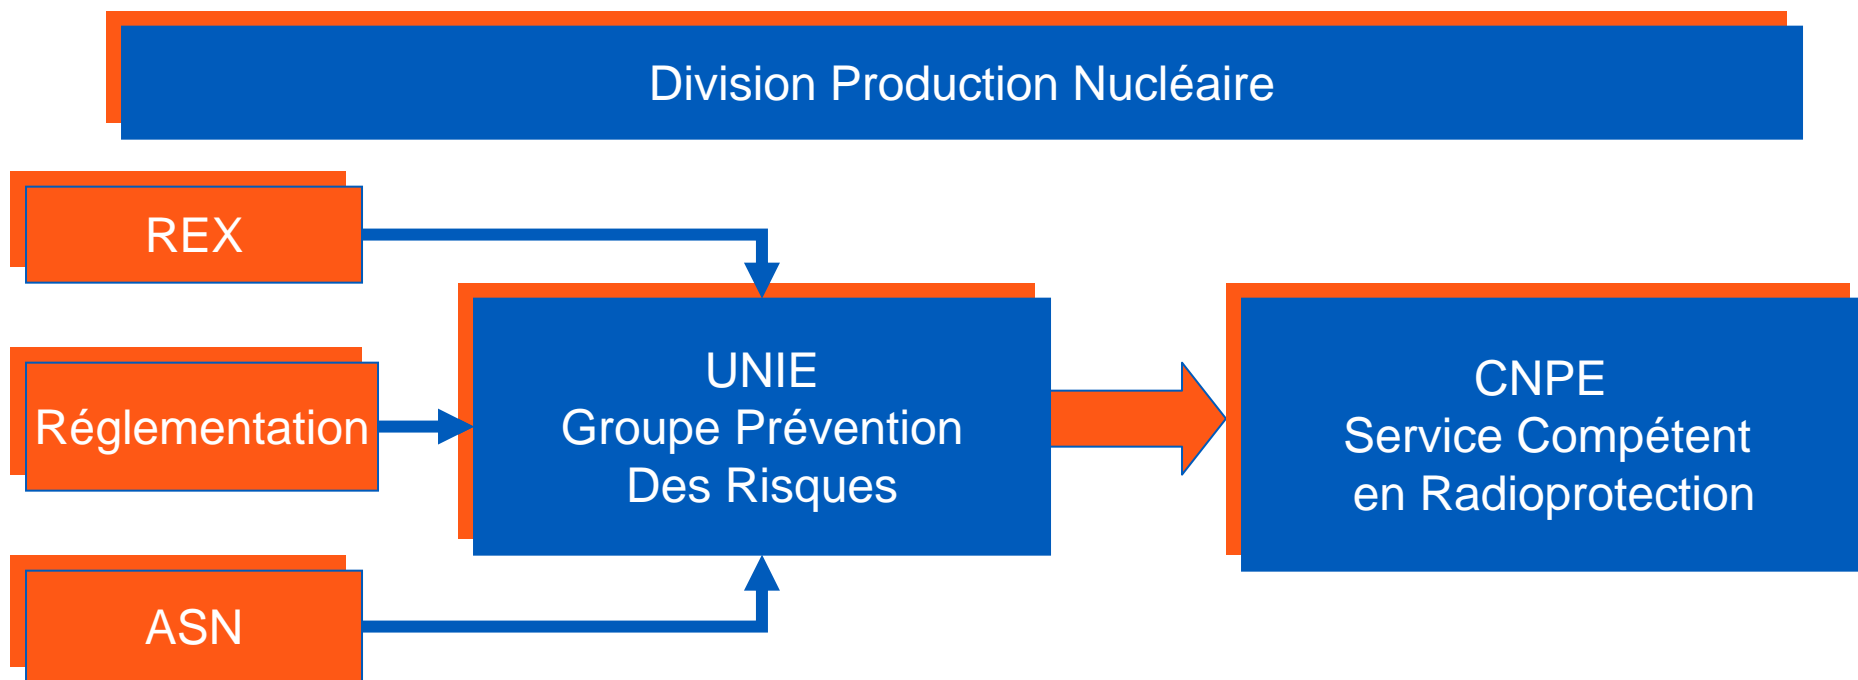 Division Production Nucléaire
REX
Réglementation
ASN
UNIE
Groupe Prévention
Des Risques
CNPE
Service Compétent
en Radioprotection